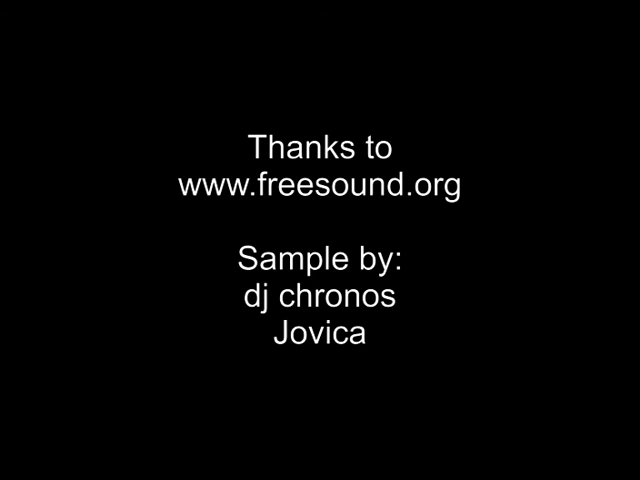 Thanks to
www.freesound.org
Sample by:
dj chronos
Jovica